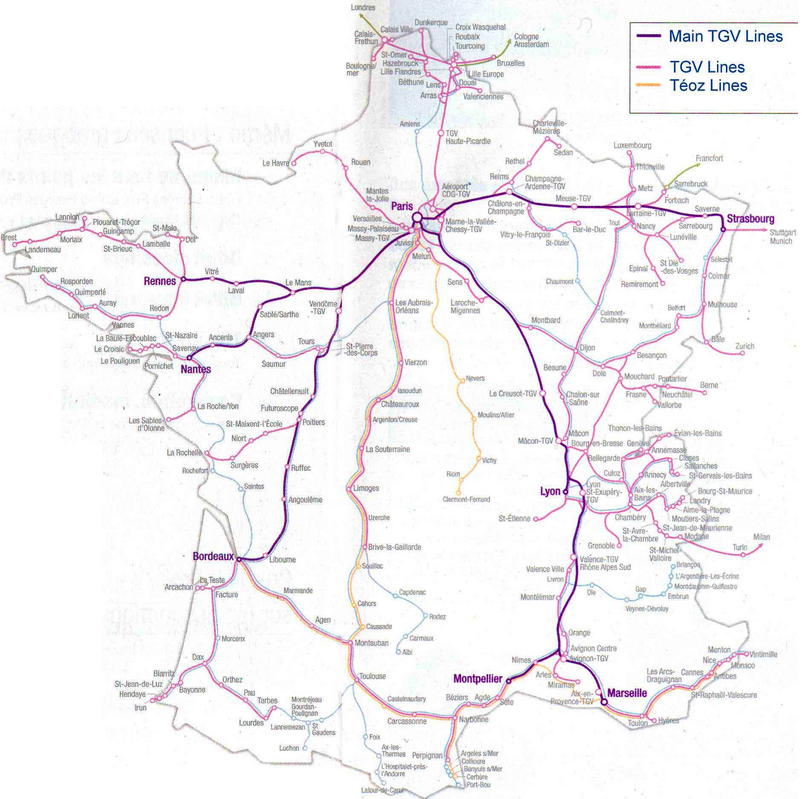 Main TGV Lines
TGV Lines
Téoz Lines
Londres
Calais-
Frethun
Calais Ville
Dunkerque
Boulogne/
mer
St-Omer
Hazebrouck
Lille Flandres
Béthune
Lens
Arras
Croix Wasquehal
Roubaix
Tourcoing
Cologne
Amsterdam
Bruxelles
Lille Europe
Douai
Valenciennes
Amiens
TGV
Haute-Picardie
Le Havre
Yvetot
Rouen
Mantes
la-Jolie
Versailles
Massy-Palaiseau
Massy-TGV
Paris
Juvisy
Melun
Aéroport
CDG-TGV
Marne-la-Vallée-
Chessy-TGV
Charleville-
Mézières
Sedan
Rethel
Reims
Champagne-
Ardenne-TGV
Châlons-en-
Champagne
Vitry-le-François
St-Dizier
Bar-le-Duc
Chaumont
Meuse-TGV
Luxembourg
Thionville
Metz
Francfort
Sarrebruck
Forbach
Lorraine-TGV
Toul
Nancy
Sarrebourg
Saverne
Strasbourg
Stuttgart
Munich
Lunéville
St Dié
-des-Vosges
Epinal
Remiremont
Sélestat
Colmar
Mulhouse
Bâle
Zurich
Belfort
Montbéliard
Besançon
Culmont-
Chalindrey
Lannion
Plouaret-Trégor
Guingamp
St-Malo
Brest
Morlaix
Landerneau
St-Brieuc
Lamballe
Dol
Quimper
Rosporden
Quimperlé
Lorient
Auray
Vannes
Redon
Rennes
Vitré
Laval
Le Mans
Vendôme
-TGV
Sablé/Sarthe
La Baule-Escoublac
Le Croisic
Le Pouliguen
Pornichet
St-Nazaire
Savenay
Nantes
Ancenis
Angers
Saumur
Tours
St-Pierre
-des-Corps
Les Aubrais-
Orléans
Sens
Laroche-
Migennes
Montbard
Dijon
Dole
Mouchard
Frasne
Pontarlier
Neuchâtel
Vallorbe
Berne
Beaune
Chalon-sur
Saône
Le Creusot-TGV
Mâcon-TGV
Mâcon
Bourg-en-Bresse
Vierzon
Issoudun
Châteauroux
Argenton/Creuse
La Souterraine
Limoges
Uzerche
Brive-la-Gaillarde
Souillac
Cahors
Caussade
Montauban
Nevers
Moulins/Allier
Vichy
Riom
Clermont-Ferrand
Châtellerault
Futuroscope
Poitiers
La Roche/Yon
Les Sables
d'Olonne
St-Maixent-l'École
Niort
La Rochelle
Surgères
Rochefort
Saintes
Ruffec
Angoulême
Bordeaux
Libourne
La Teste
Arcachon
Facture
Morcenx
Dax
Biarritz
St-Jean-de-Luz
Hendaye
Irun
Bayonne
Orthez
Pau
Lourdes
Tarbes
Lannemezan
Montréjeau
Gourdan-
Polignan
St
Gaudens
Luchon
Marmande
Agen
Toulouse
Capdenac
Rodez
Carmaux
Albi
Foix
Ax-les-
Thermes
L'Hospitalet-près-
l'Andorre
Latour-de-Carol
Castelnaudary
Carcassonne
Narbonne
Perpignan
Argelès s/Mer
Collioure
Banyuls s/Mer
Cerbère
Port-Bou
Béziers
Agde
Sète
Montpellier
Nimes
Arles
Miramas
Aix-en
Provence-TGV
Marseille
Toulon
Hyères
Les Arcs-
Draguignan
St-Raphaël-Valescure
Cannes
Antibes
Nice
Monaco
Menton
Vintimille
Orange
Avignon Centre
Avignon-TGV
Montélimar
Livron
Valence Ville
Valence-TGV
Rhône Alpes Sud
Die
Veynes-Dévoluy
Gap
Embrun
Montdauphin-Guillestre
L'Argentière-Les-Écrins
Briançon
Lyon
Lyon
St-Exupéry-
TGV
St-Étienne
Grenoble
Chambéry
St-Avre-
la-Chambre
St-Michel-
Valloire
St-Jean-de-Maurienne
Modane
Turin
Milan
Aix-les-
Bains
Culoz
Bellegarde
Genève
Thonon-les-Bains
Évian-les-Bains
Annemasse
Cluses
Sallanches
St-Gervais-les-Bains
Annecy
Albertville
Bourg-St-Maurice
Landry
Aime-la-Plagne
Moutiers-Salins